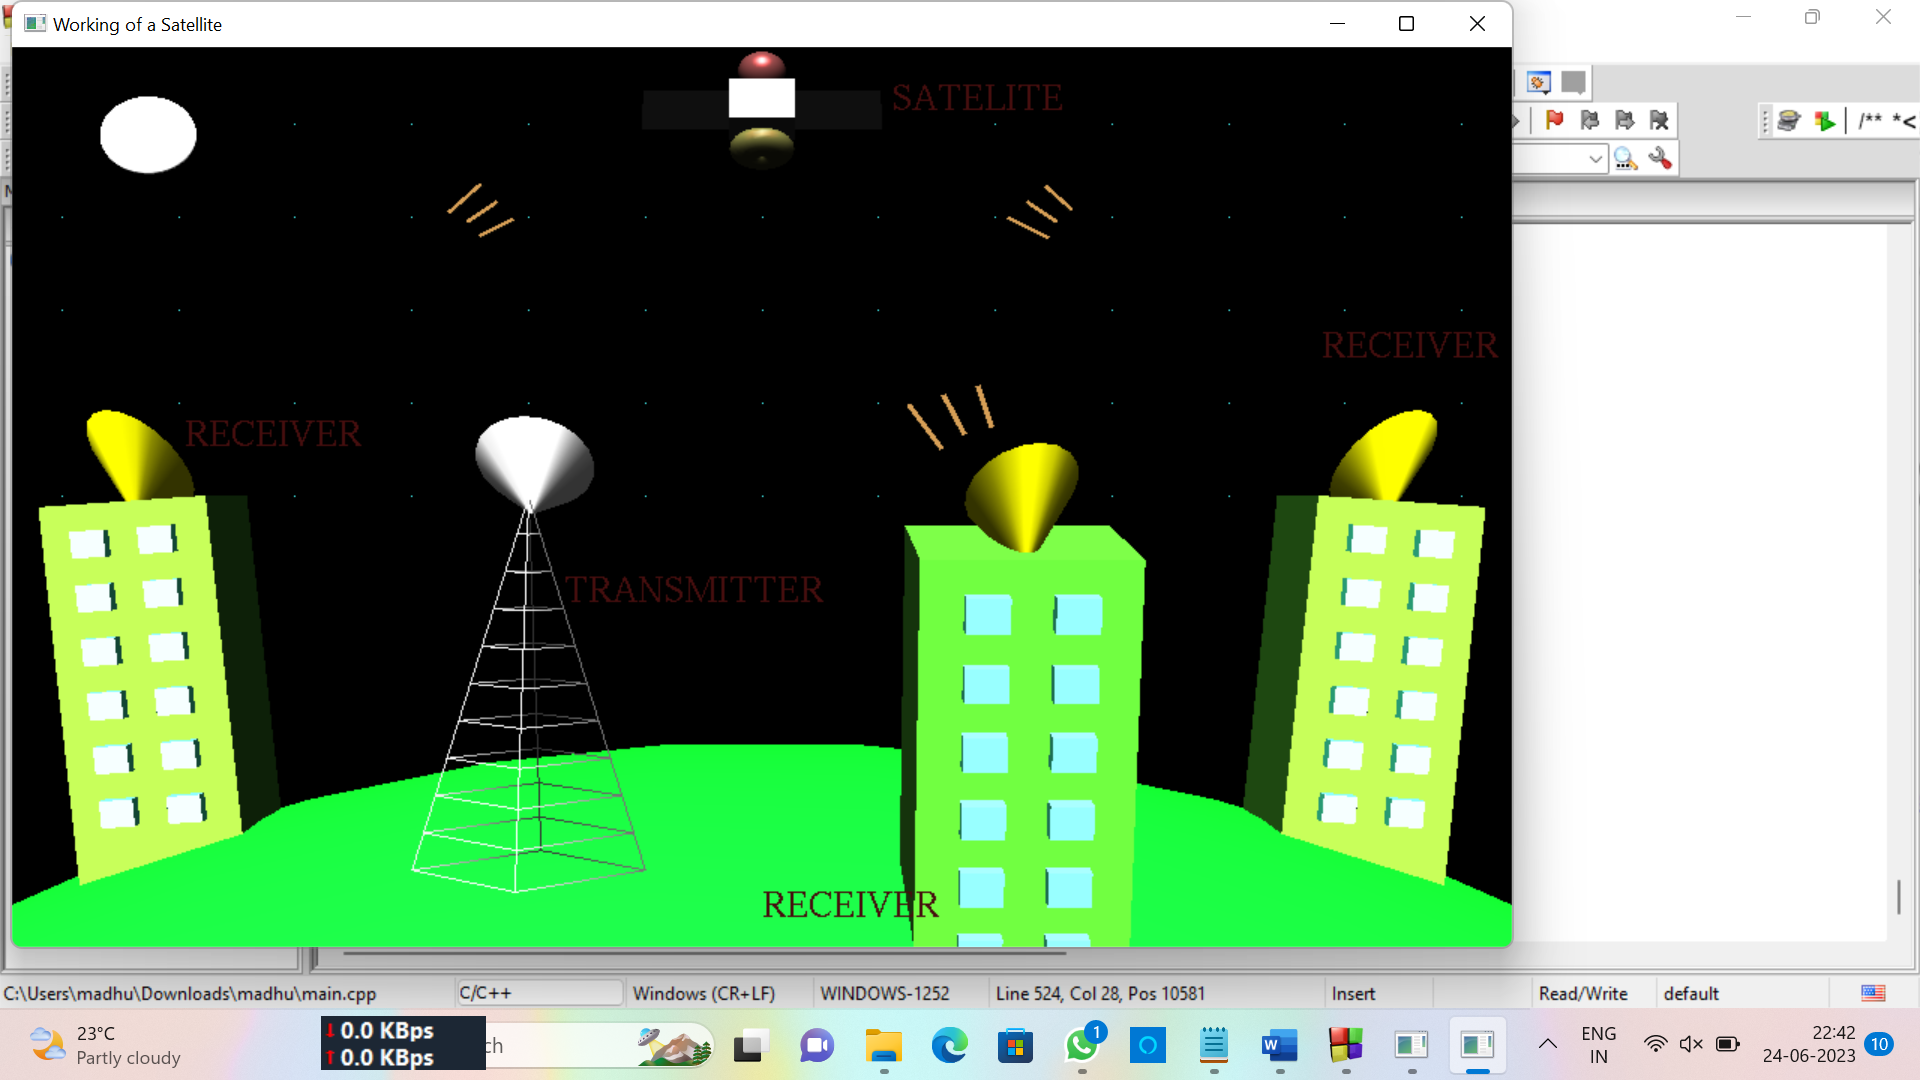 Working of a Satellite
SATELITE
/** *<
RECEIVER
RECEIVER
TRANSMITTER
RECEIVER
C:\Users\madhu\Downloads\madhu\main.cpp
C/C++
Windows (CR+LF)
WINDOWS-1252
Line 524, Col 28, Pos 10581
Insert
Read/Write
default
23°C
Partly cloudy
0.0 KBps
0.0 KBps
ch
1
W
ENG
IN
22:42
24-06-2023
10